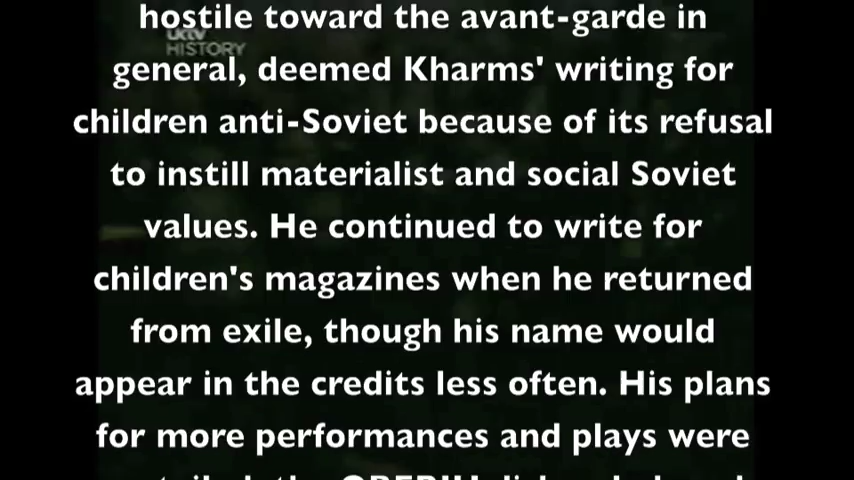 hostile toward the avant-garde in
UKTV
HISTORY
general, deemed Kharms' writing for
children anti-Soviet because of its refusal
to instill materialist and social Soviet
values. He continued to write for
children's magazines when he returned
from exile, though his name would
appear in the credits less often. His plans
for more performances and plays were